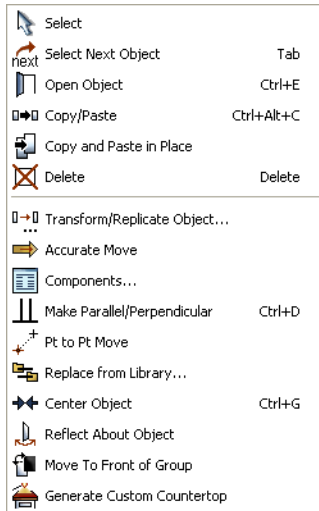 Select
next Select Next Object Tab
Open Object Ctrl+E
Copy/Paste Ctrl+Alt+C
Copy and Paste in Place
Delete Delete
Transform/Replicate Object...
Accurate Move
Components...
Make Parallel/Perpendicular Ctrl+D
Pt to Pt Move
Replace from Library...
Center Object Ctrl+G
Reflect About Object
Move To Front of Group
Generate Custom Countertop